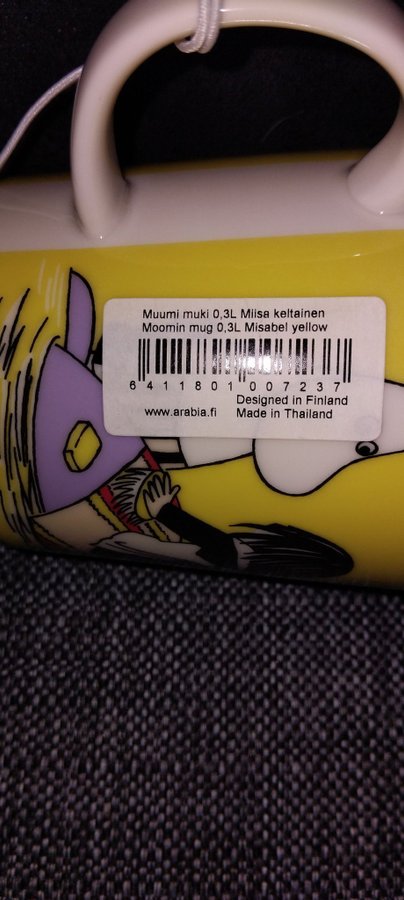 Muumi muki 0,3L Miisa keltainen
Moomin mug 0,3L Misabel yellow
6 411801 007237
Designed in Finland
www.arabia.fi Made in Thailand